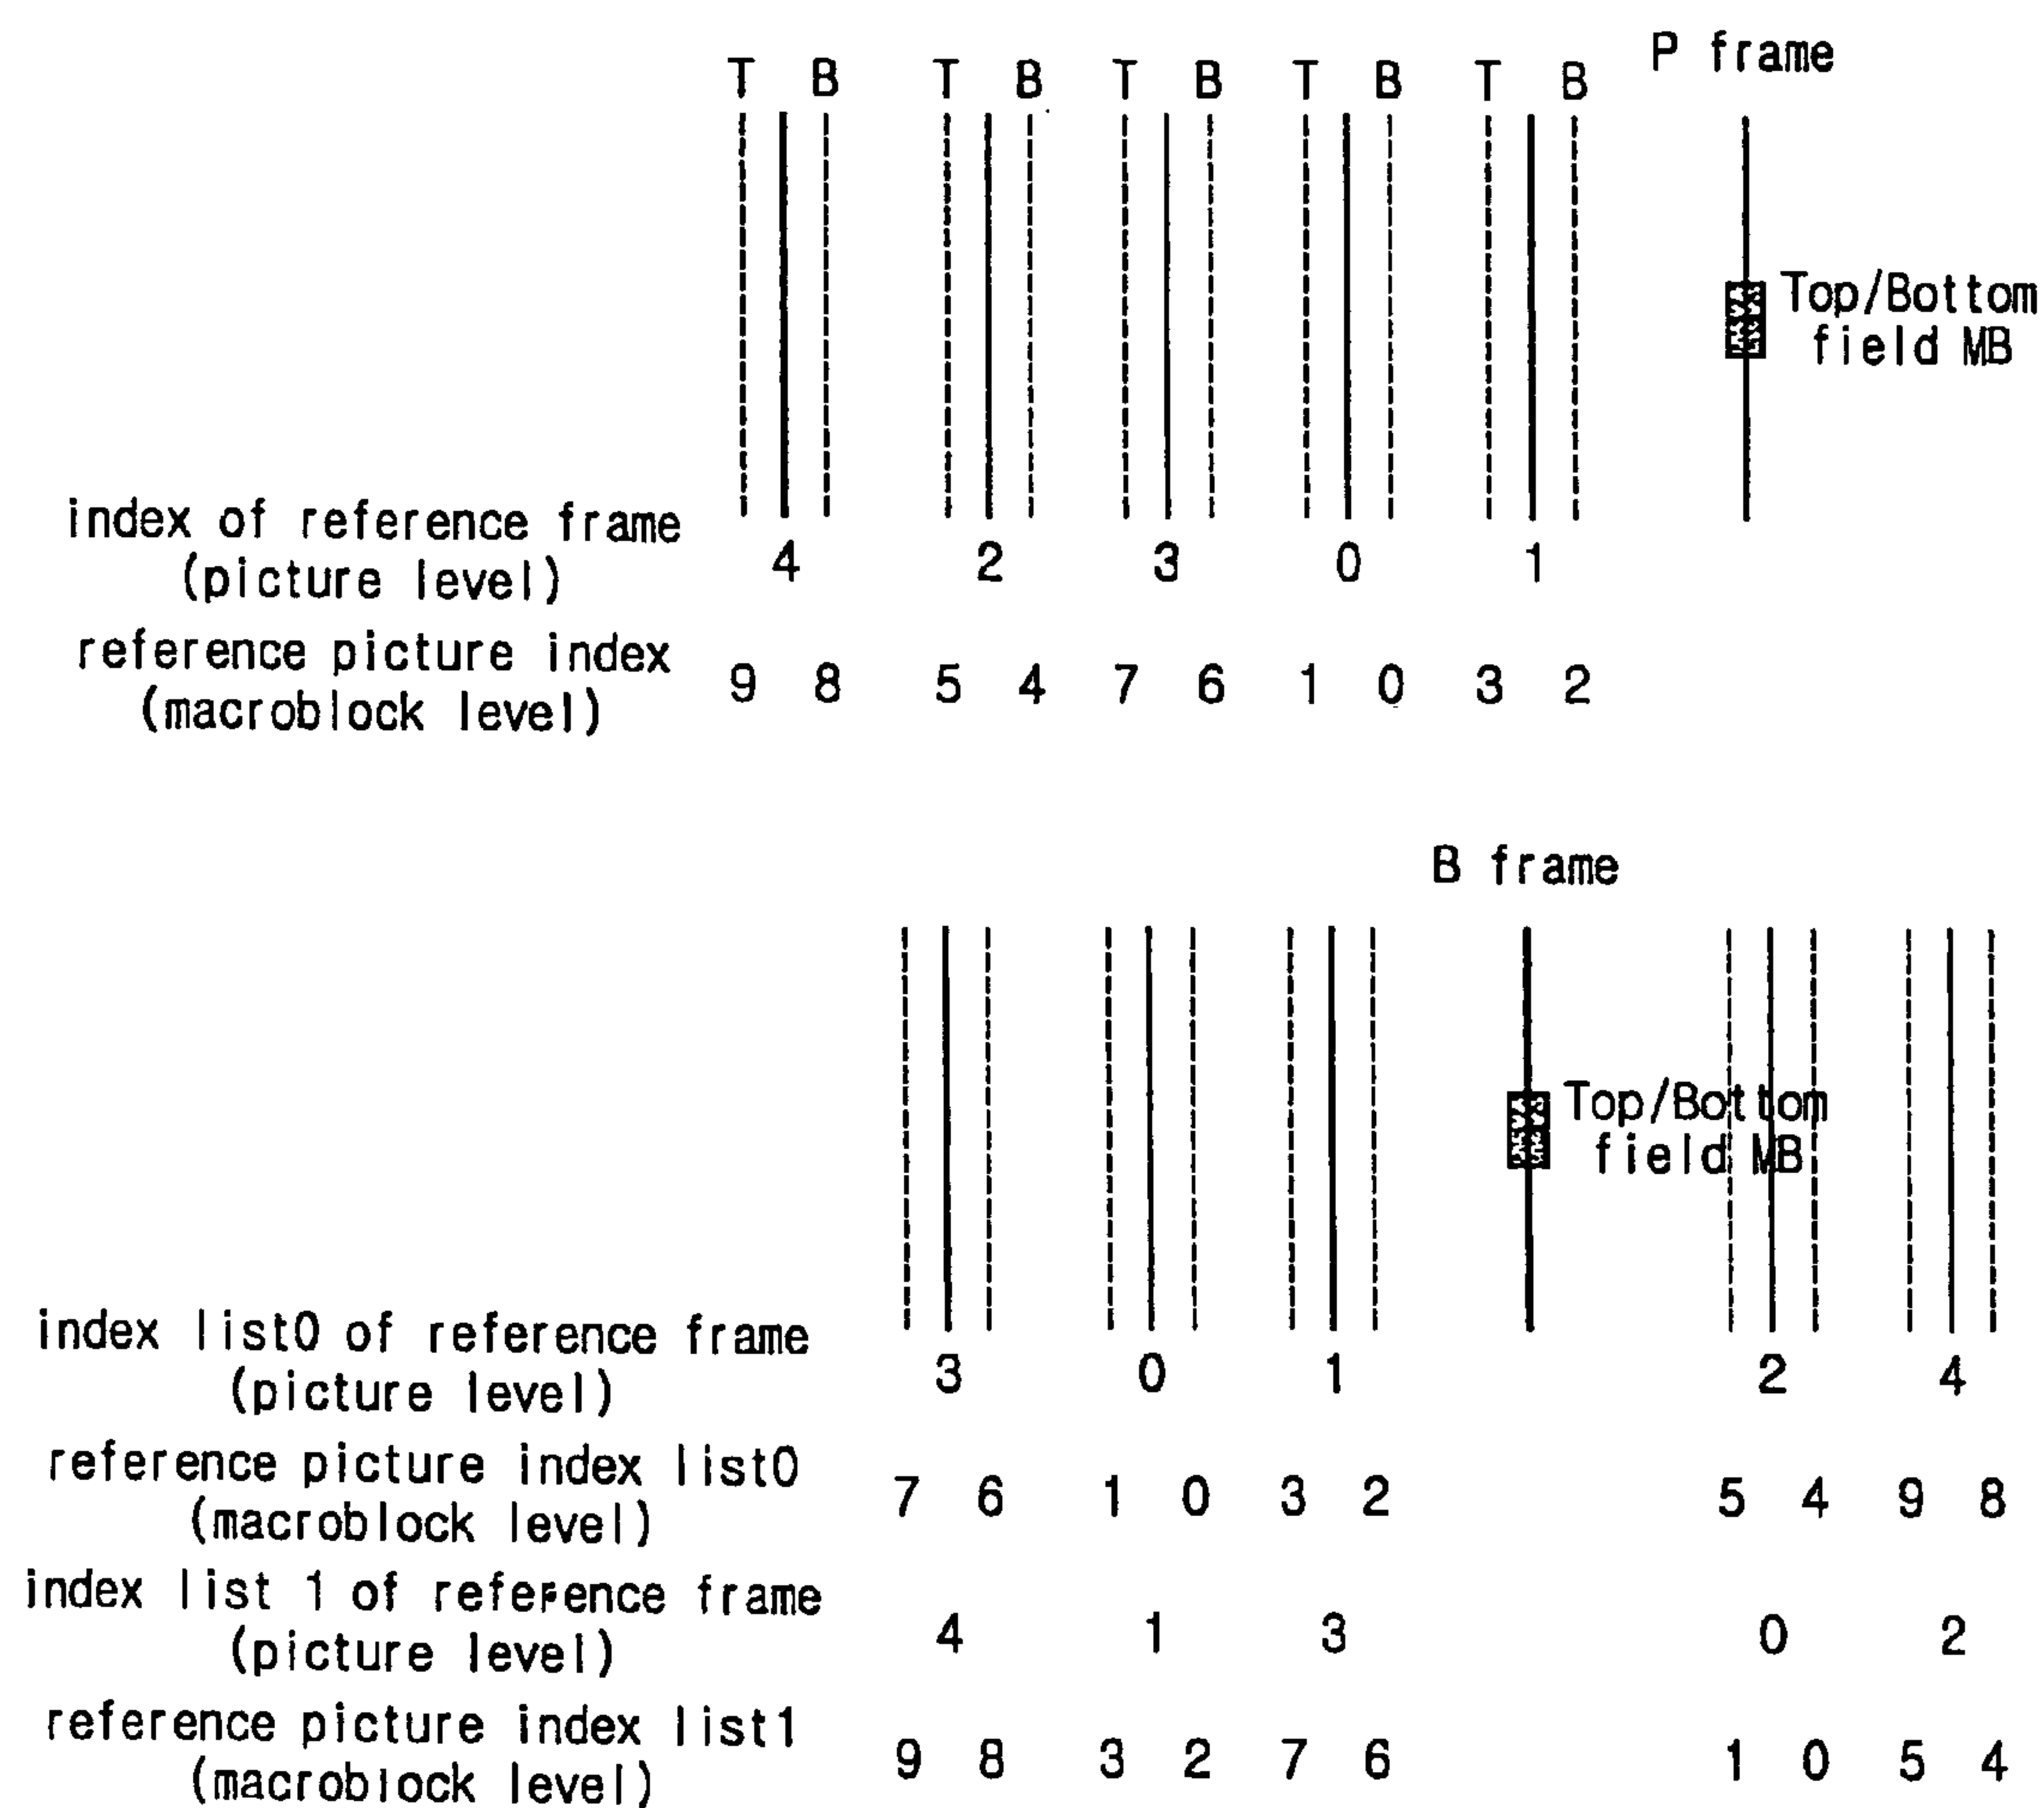 P frame
T B T B T B T B T B
Top/Bottom
field MB
index of reference frame
(picture level)
4 2 3 0 1
reference picture index
(macroblock level)
9 8 5 4 7 6 1 0 3 2
B frame
Top/Bottom
field MB
index list0 of reference frame
(picture level)
3 0 1 2 4
reference picture index list0
(macroblock level)
7 6 1 0 3 2 5 4 9 8
index list 1 of reference frame
(picture level)
4 1 3 0 2
reference picture index list1
(macroblock level)
9 8 3 2 7 6 1 0 5 4